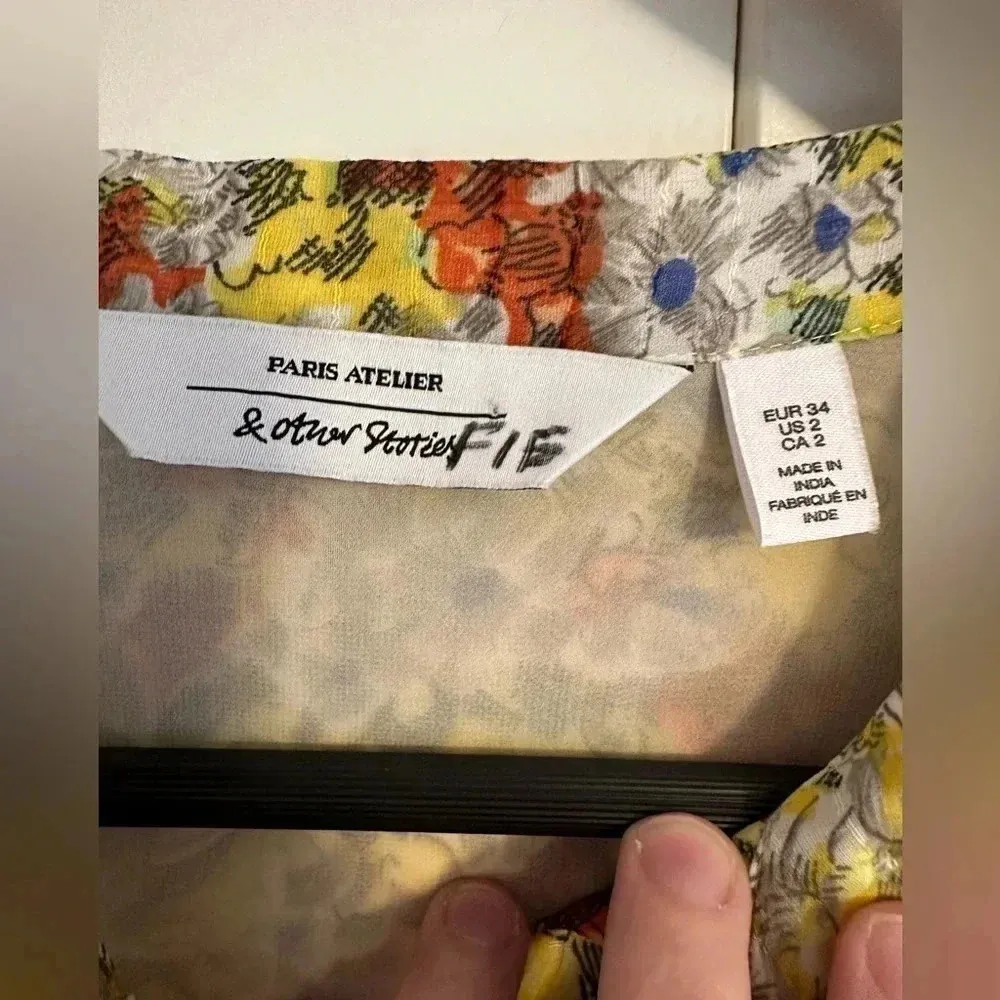 PARIS ATELIER
& other Stories FIE
EUR 34
US 2
CA 2
MADE IN
INDIA
FABRIQUÉ EN
INDE